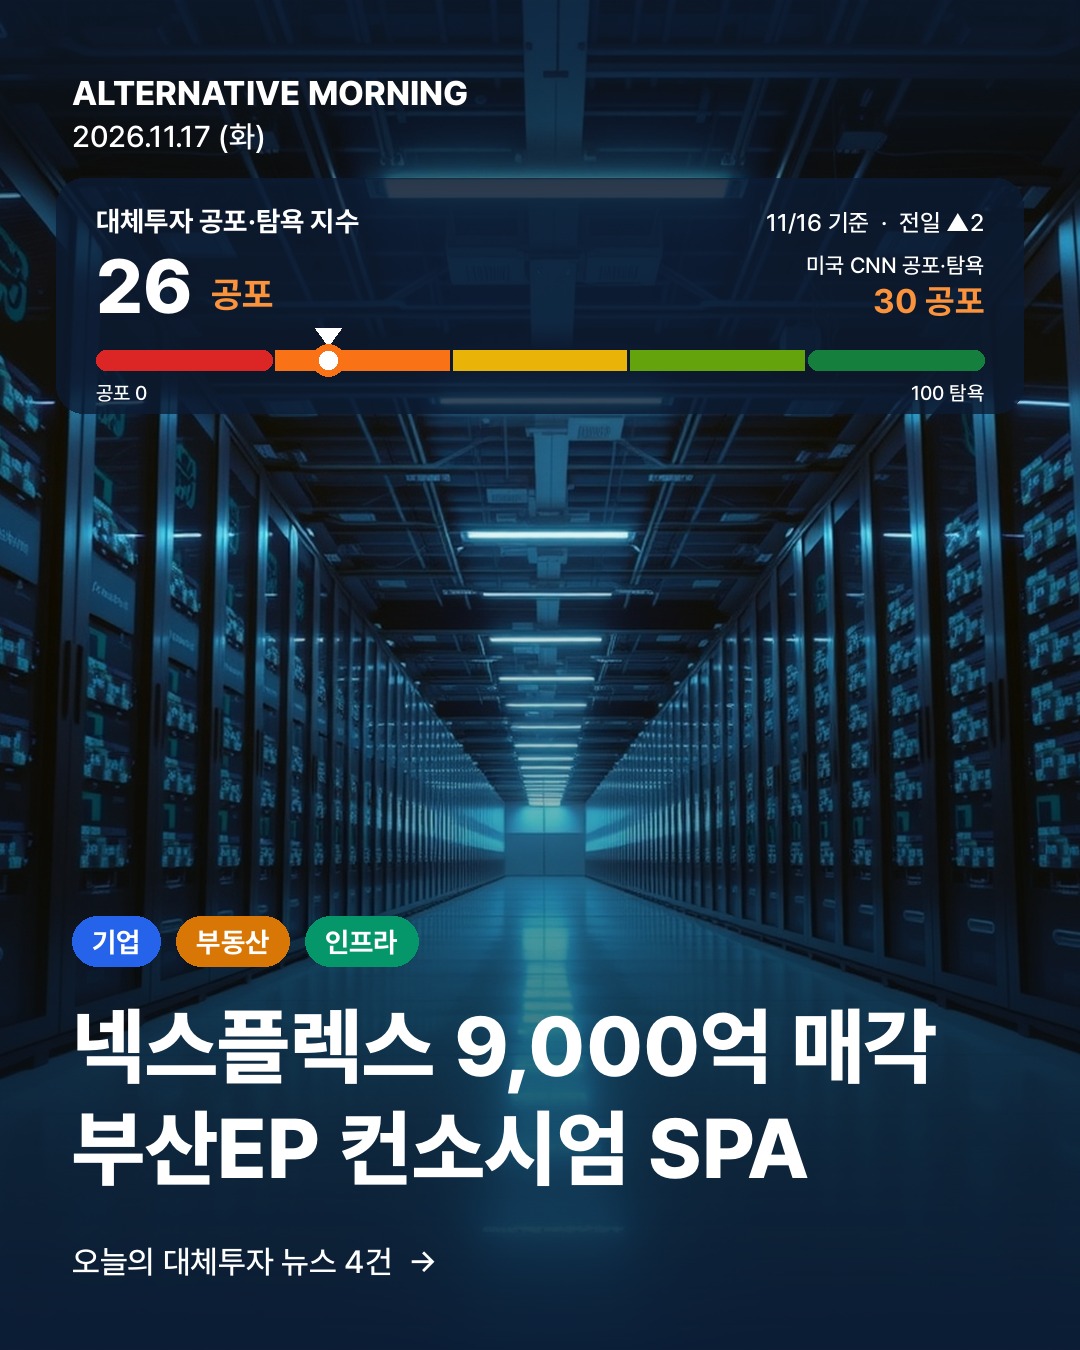 ALTERNATIVE MORNING
2026.11.17 (화)
대체투자 공포·탐욕 지수
11/16 기준 · 전일 ▲2
26 공포
미국 CNN 공포·탐욕
30 공포
공포 0
100 탐욕
기업
부동산
인프라
넥스플렉스 9,000억 매각
부산EP 컨소시엄 SPA
오늘의 대체투자 뉴스 4건 →